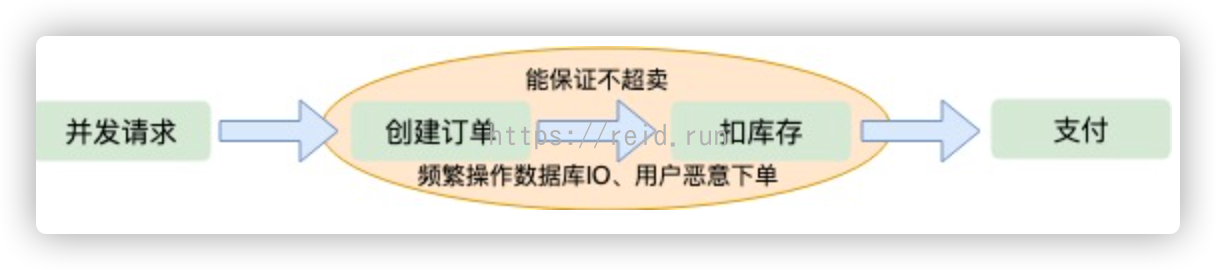 能保证不超卖
并发请求
创建订单
扣库存
支付
https://reid.run
频繁操作数据库IO、用户恶意下单